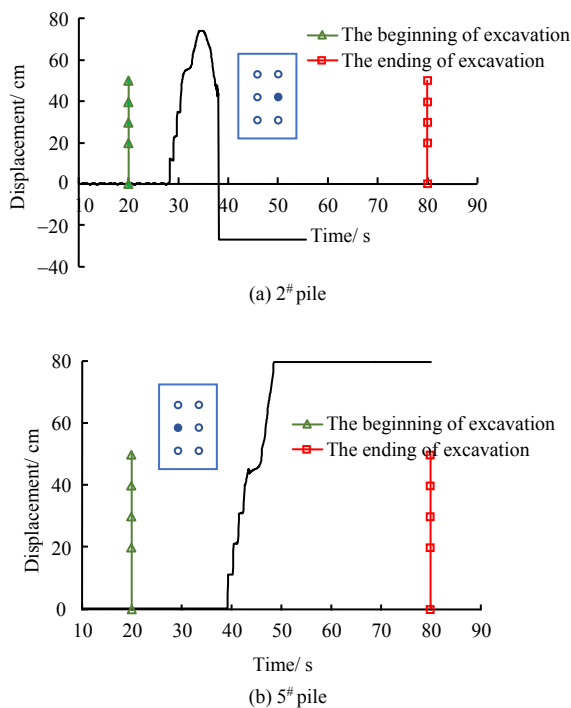 80
60
40
20
0
−20
−40
Displacement/ cm
10 20 30 40 50 60 70 80 90
The beginning of excavation
The ending of excavation
Time/ s
(a) 2# pile
80
60
40
20
0
Displacement/ cm
The beginning of excavation
The ending of excavation
10 20 30 40 50 60 70 80 90
Time/ s
(b) 5# pile